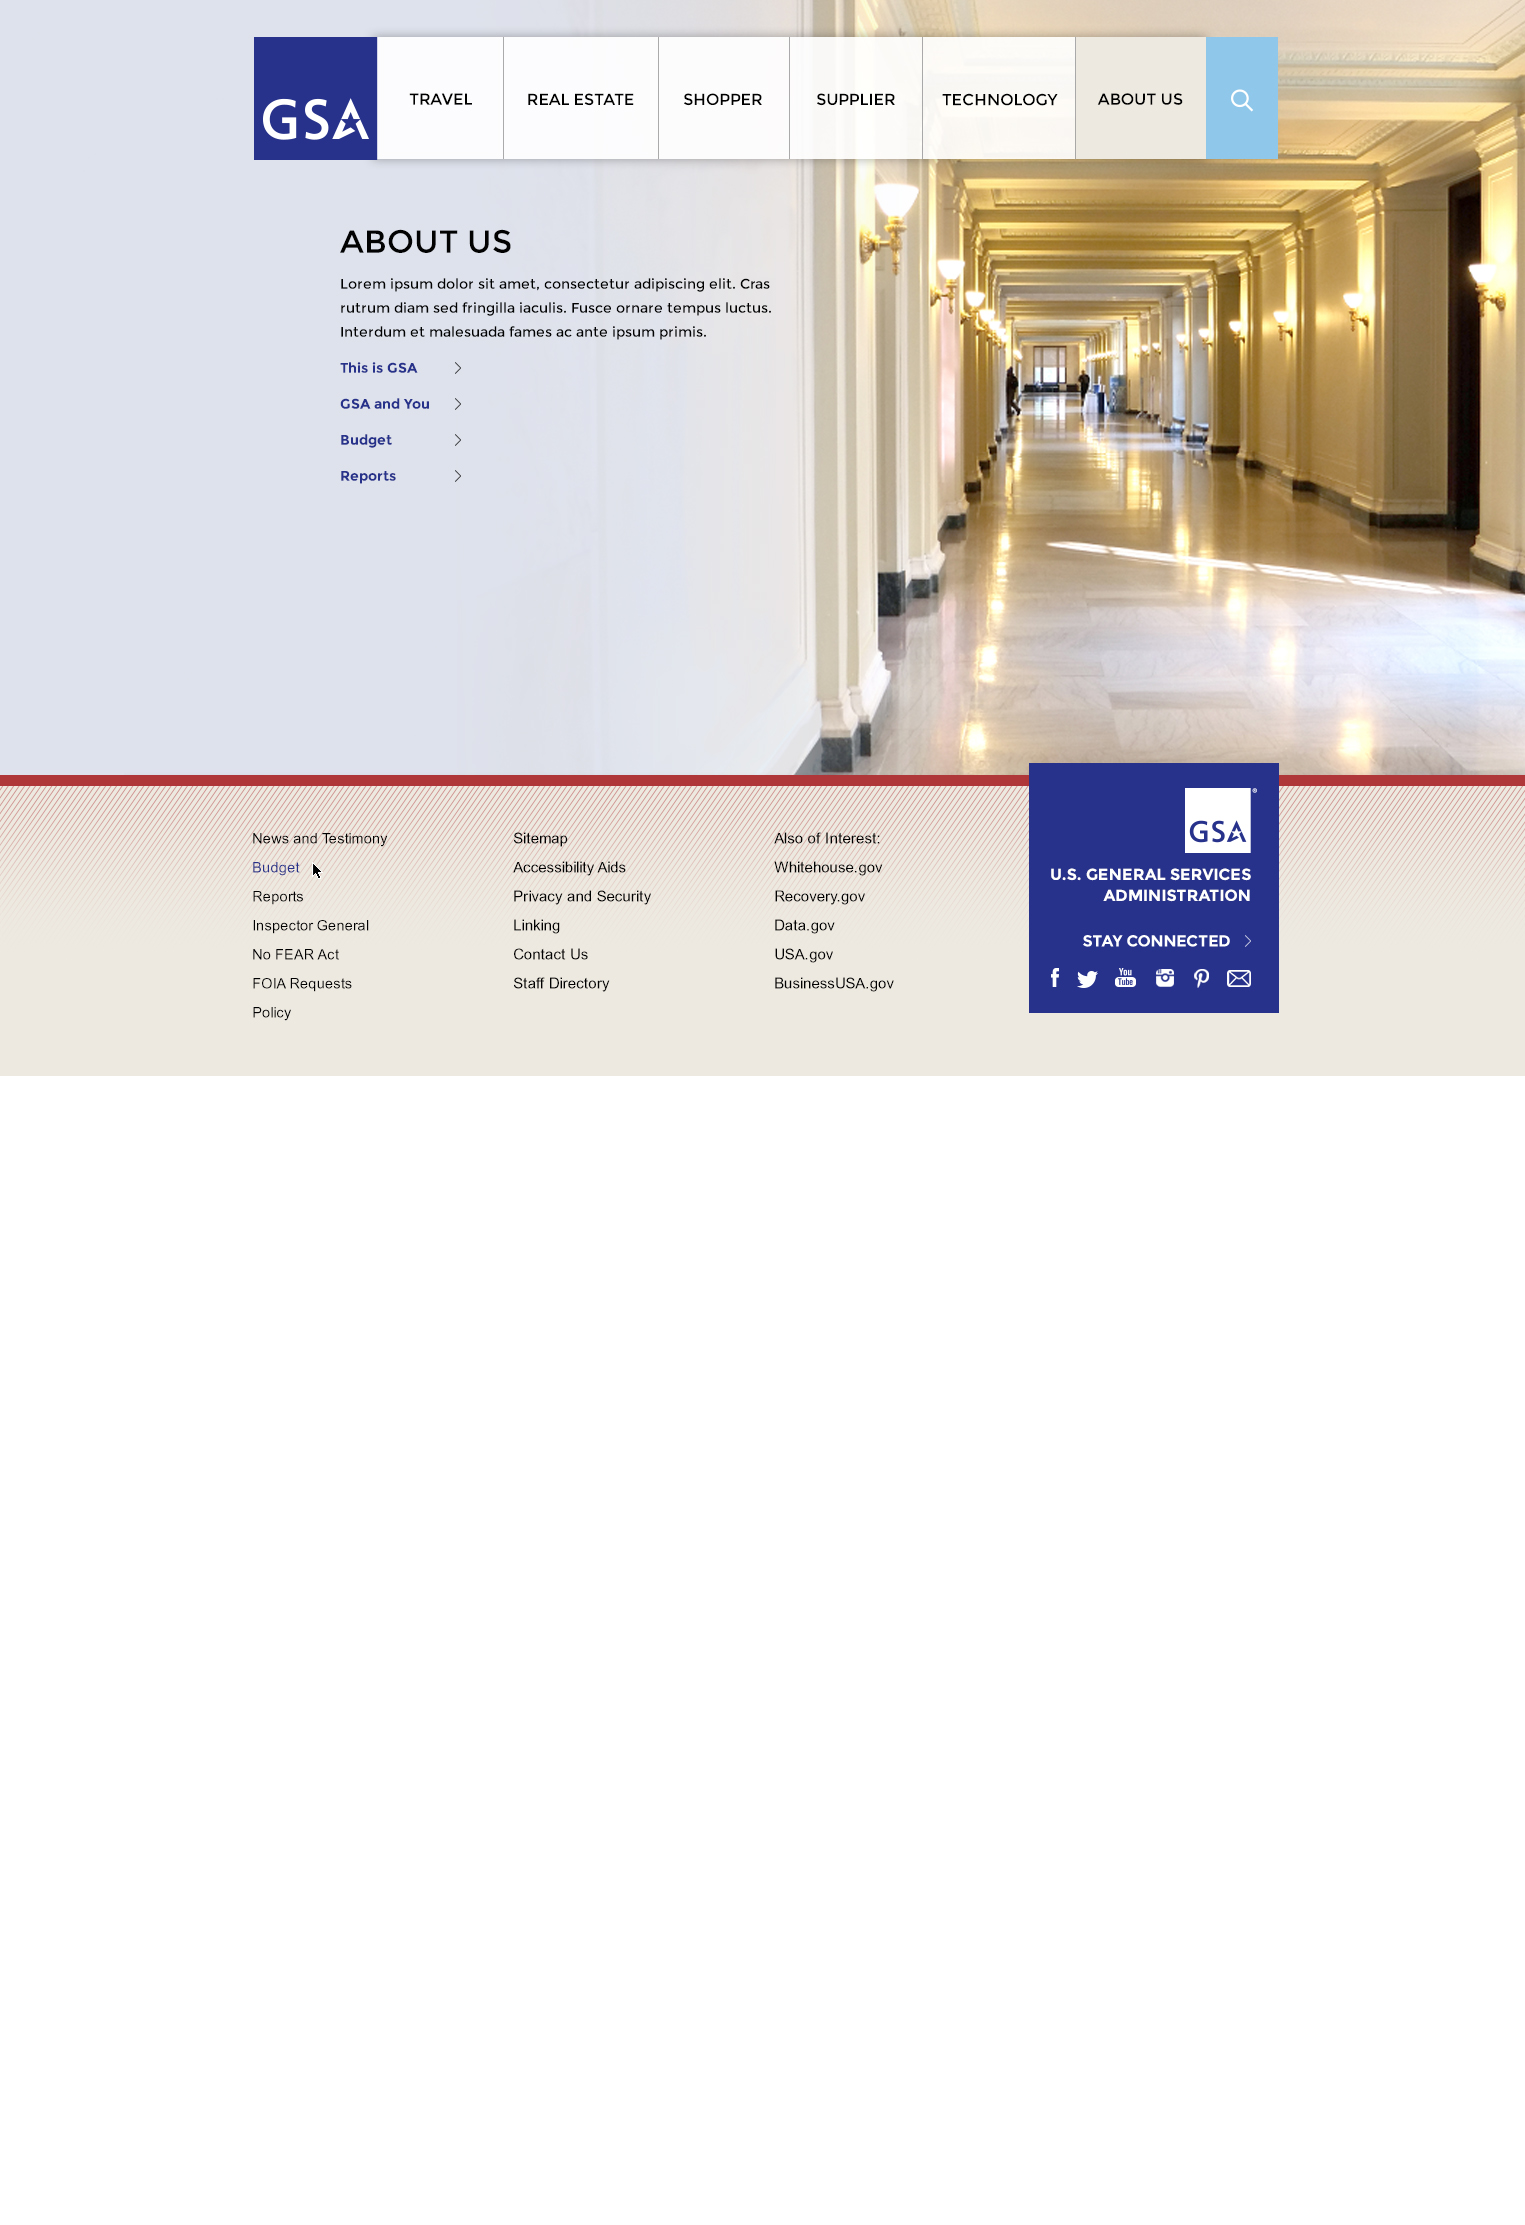 GSA
TRAVEL
REAL ESTATE
SHOPPER
SUPPLIER
TECHNOLOGY
ABOUT US
ABOUT US
Lorem ipsum dolor sit amet, consectetur adipiscing elit. Cras
rutrum diam sed fringilla iaculis. Fusce ornare tempus luctus.
Interdum et malesuada fames ac ante ipsum primis.
This is GSA
GSA and You
Budget
Reports
News and Testimony
Budget
Reports
Inspector General
No FEAR Act
FOIA Requests
Policy
Sitemap
Accessibility Aids
Privacy and Security
Linking
Contact Us
Staff Directory
Also of Interest:
Whitehouse.gov
Recovery.gov
Data.gov
USA.gov
BusinessUSA.gov
GSA®
U.S. GENERAL SERVICES
ADMINISTRATION
STAY CONNECTED
You
Tube